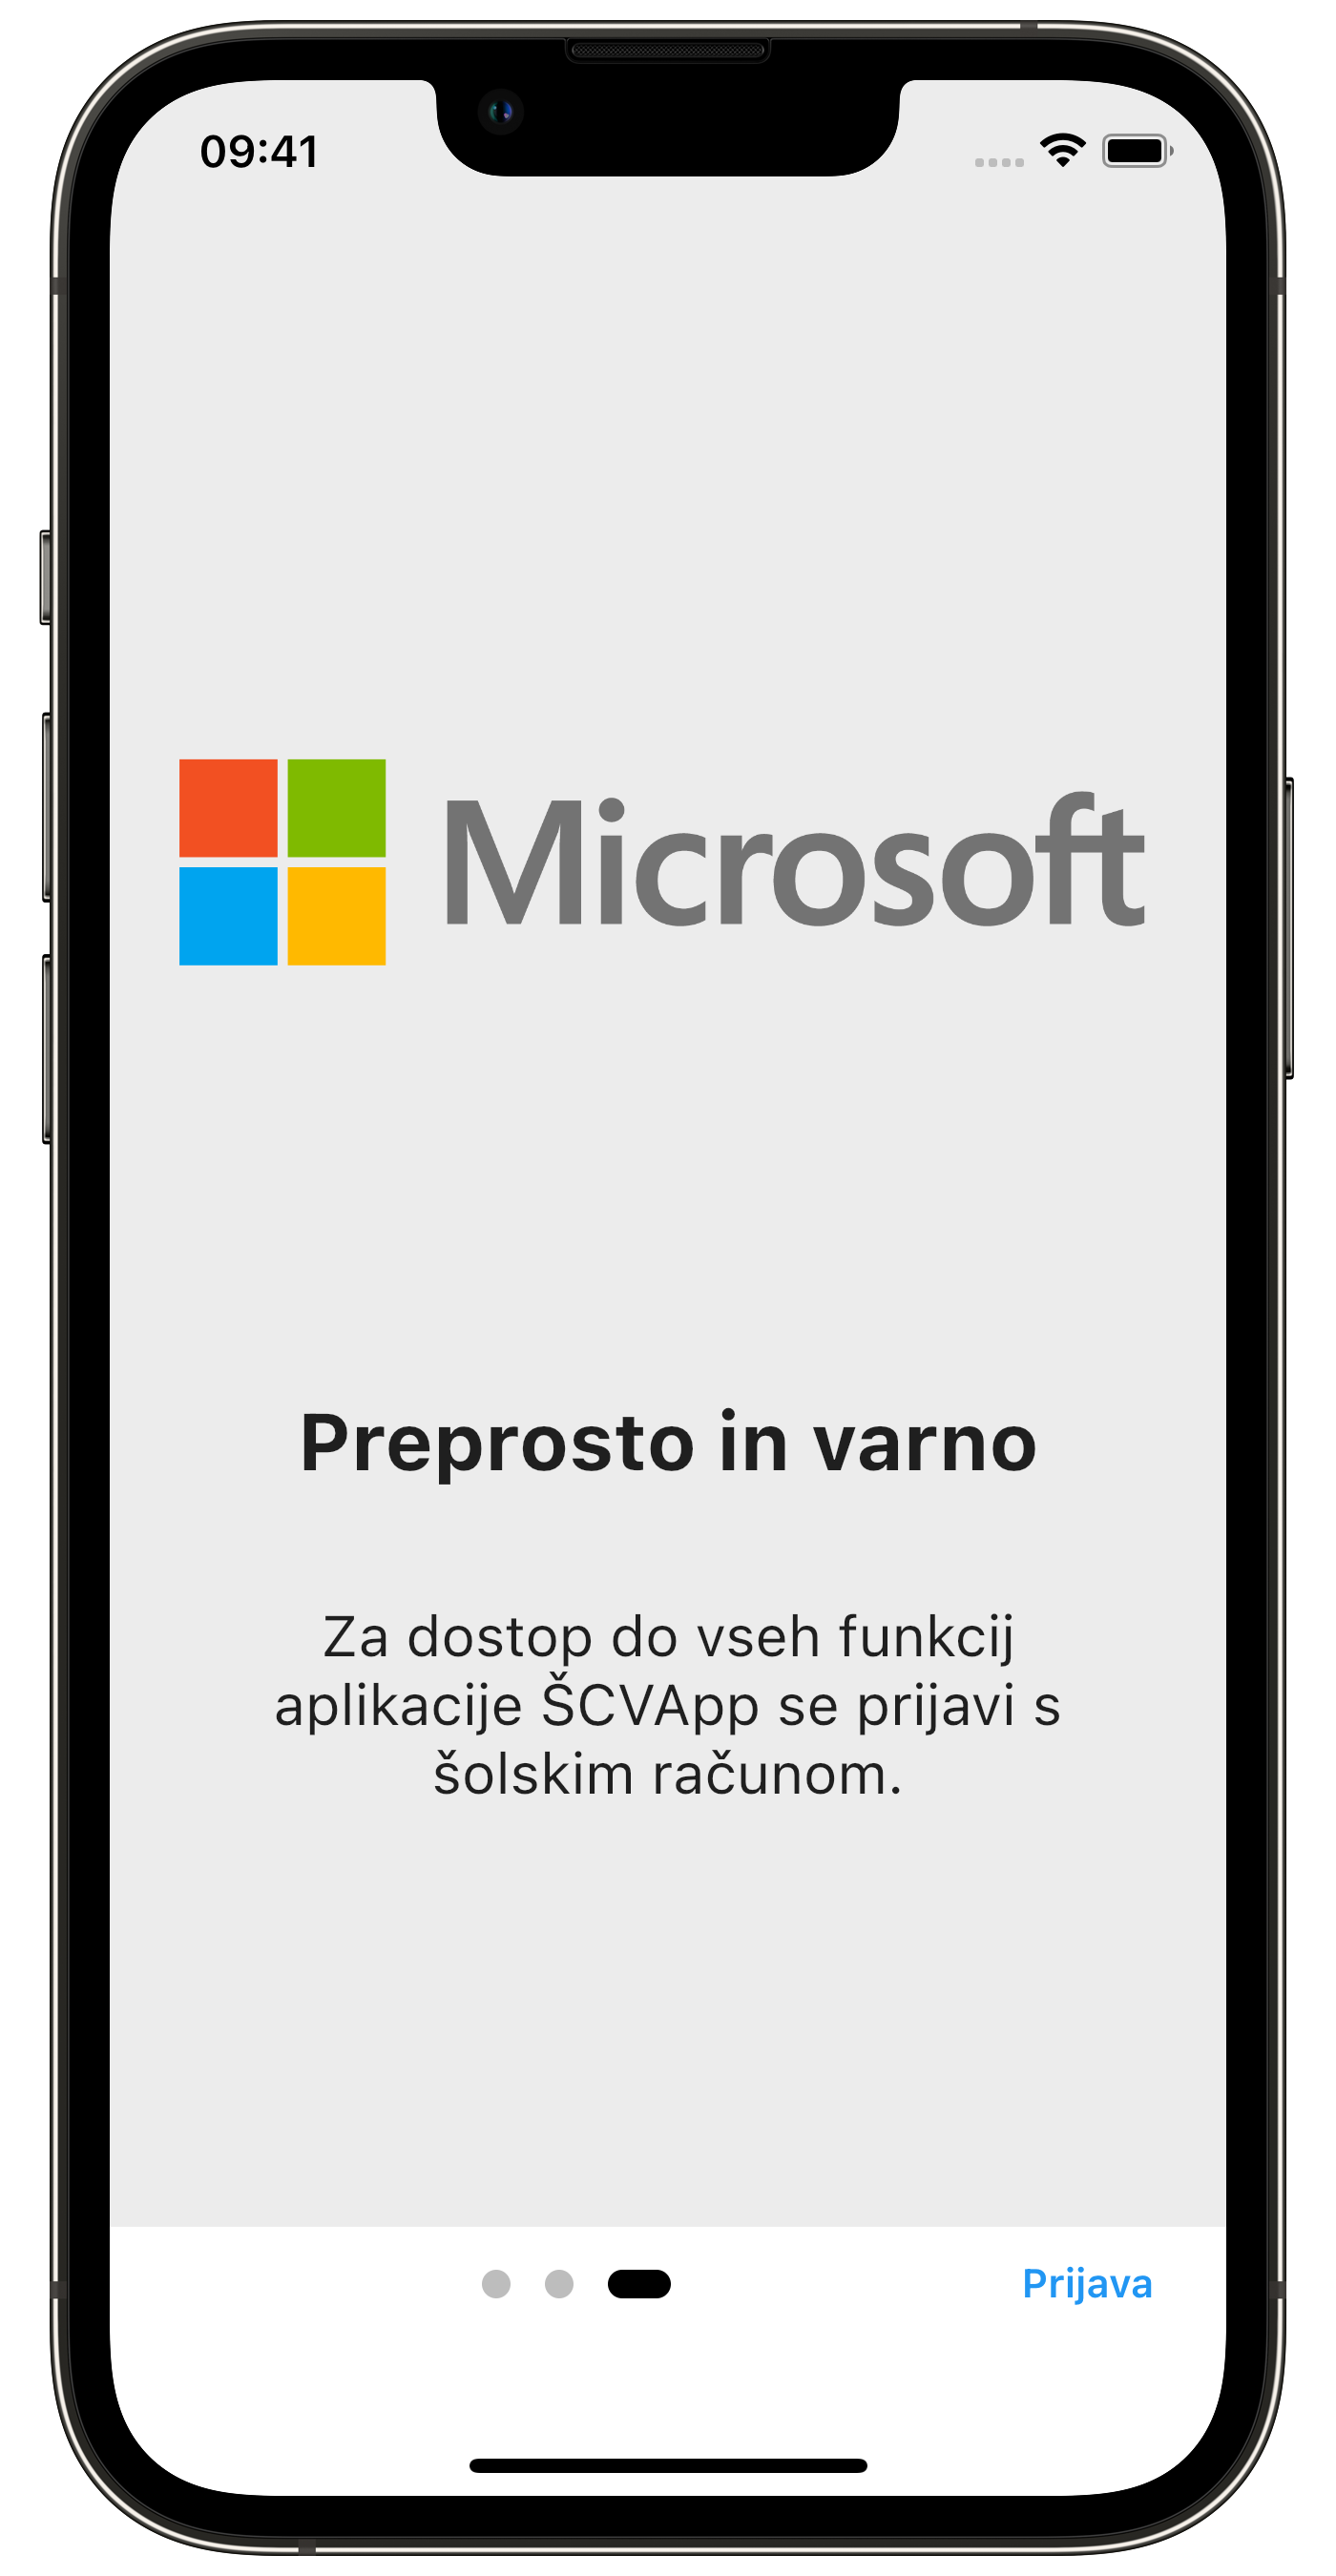 09:41
Microsoft
Preprosto in varno
Za dostop do vseh funkcij
aplikacije ŠCVApp se prijavi s
šolskim računom.
Prijava